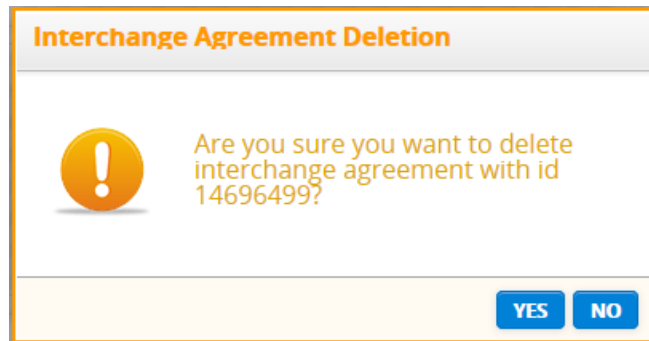 Interchange Agreement Deletion
Are you sure you want to delete
interchange agreement with id
14696499?
YES NO